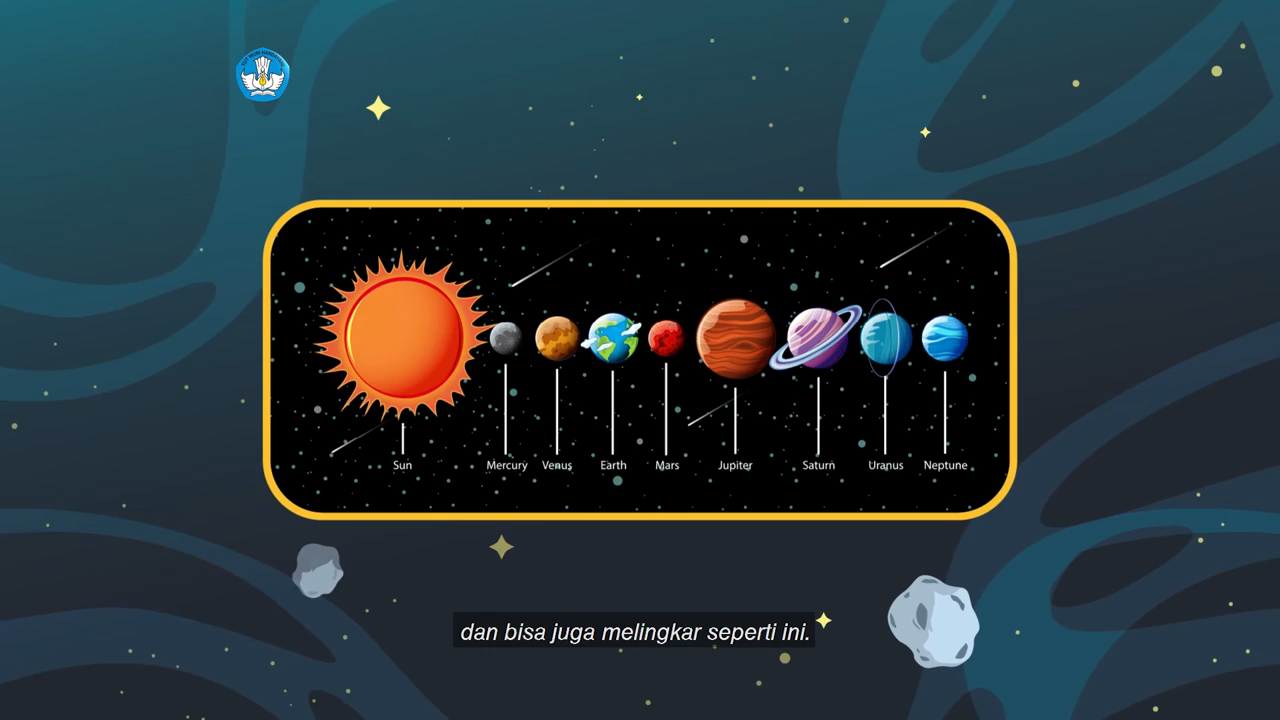 Sun Mercury Venus Earth Mars Jupiter Saturn Uranus Neptune
dan bisa juga melingkar seperti ini.